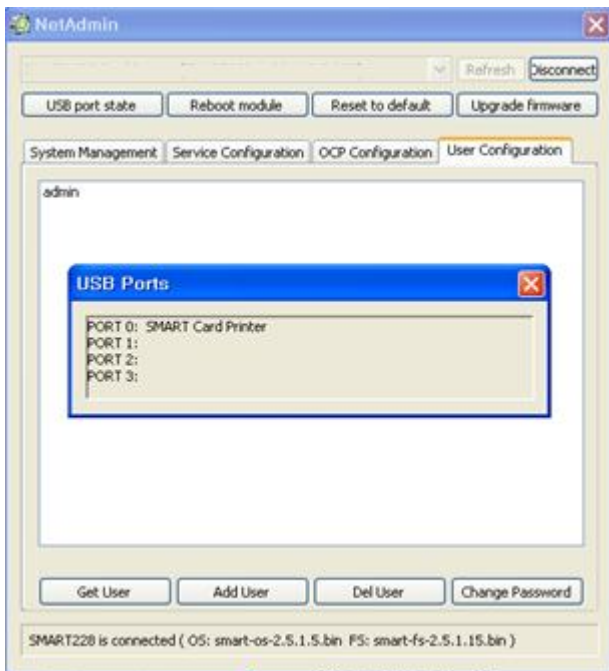 NetAdmin
Refresh Disconnect
USB port state Reboot module Reset to default Upgrade firmware
System Management Service Configuration OCP Configuration User Configuration
admin
USB Ports
PORT 0: SMART Card Printer
PORT 1:
PORT 2:
PORT 3:
Get User Add User Del User Change Password
SMART228 is connected ( OS: smart-os-2.5.1.5.bin FS: smart-fs-2.5.1.15.bin )